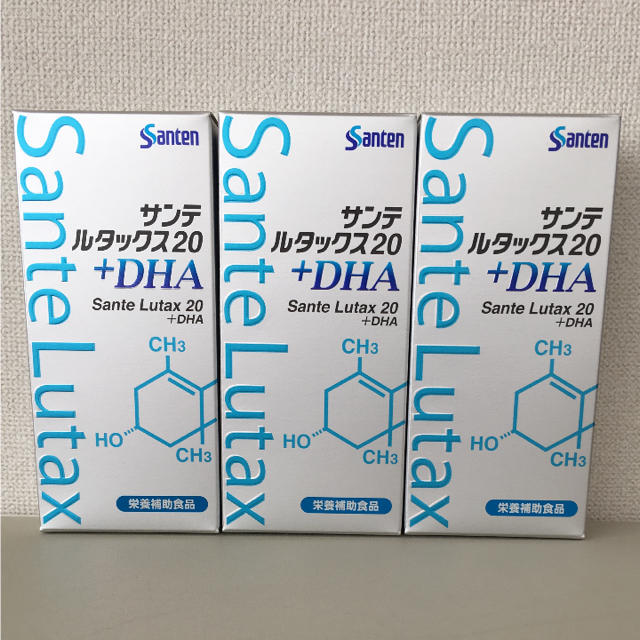 Sante Lutax
Santen
サンテ
ルタックス20
+DHA
Sante Lutax 20
+DHA
CH3
HO
CH3
栄養補助食品
Sante Lutax
Santen
サンテ
ルタックス20
+DHA
Sante Lutax 20
+DHA
CH3
HO
CH3
栄養補助食品
Sante Lutax
Santen
サンテ
ルタックス20
+DHA
Sante Lutax 20
+DHA
CH3
HO
CH3
栄養補助食品